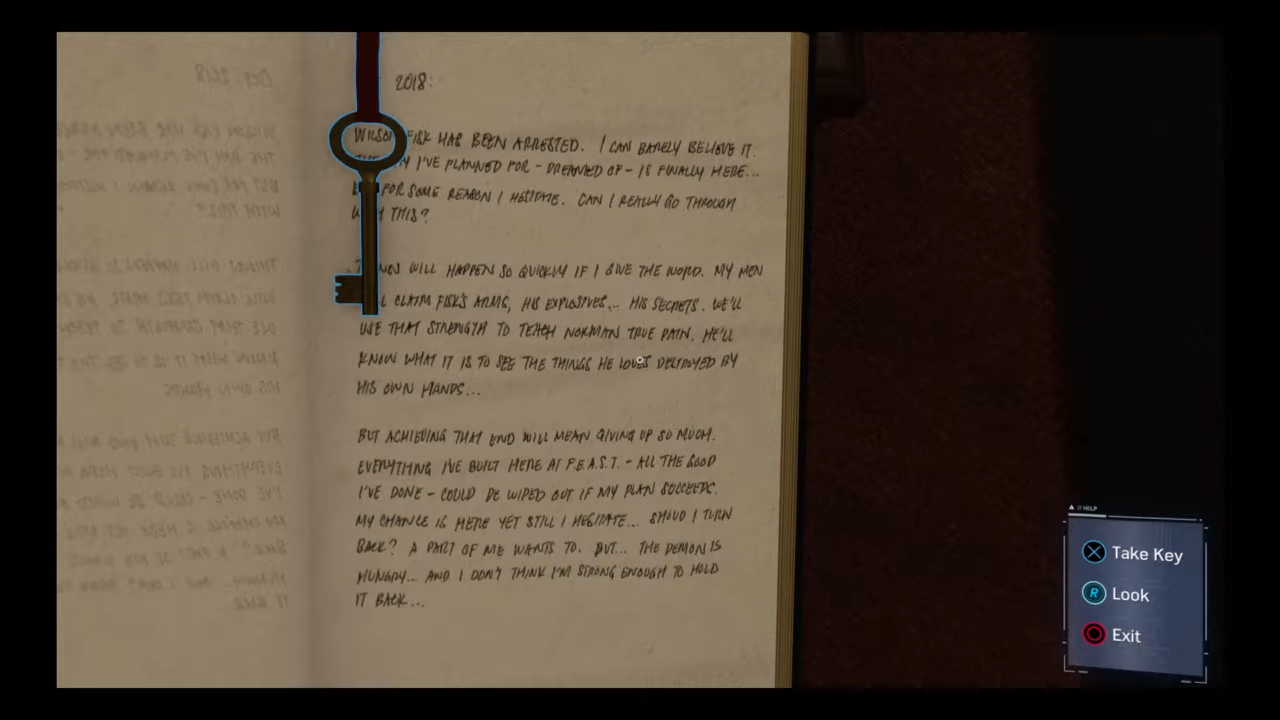 2018:
WILSON FISK HAS BEEN ARRESTED. I CAN BARELY BELIEVE IT.
I'VE PLANNED FOR - DREAMED OF - IS FINALLY HERE...
FOR SOME REASON I HESITATE. CAN I REALLY GO THROUGH
THIS?
THINGS WILL HAPPEN SO QUICKLY IF I GIVE THE WORD. MY MEN
CLAIM FISK'S ARMS, HIS EXPLOSIVES... HIS SECRETS. WE'LL
USE THAT STRENGTH TO TEACH NORMAN TRUE PAIN. HE'LL
KNOW WHAT IT IS TO SEE THE THINGS HE LOVES DESTROYED BY
HIS OWN HANDS...
BUT ACHIEVING THAT END WILL MEAN GIVING UP SO MUCH.
EVERYTHING I'VE BUILT HERE AT F.E.A.S.T. - ALL THE GOOD
I'VE DONE - COULD BE WIPED OUT IF MY PLAN SUCCEEDS.
MY CHANCE IS HERE YET STILL I HESITATE... SHOUD I TURN
BACK? A PART OF ME WANTS TO. BUT... THE DEMON IS
HUNGRY... AND I DON'T THINK I'M STRONG ENOUGH TO HOLD
IT BACK...
// HELP
Take Key
R Look
Exit